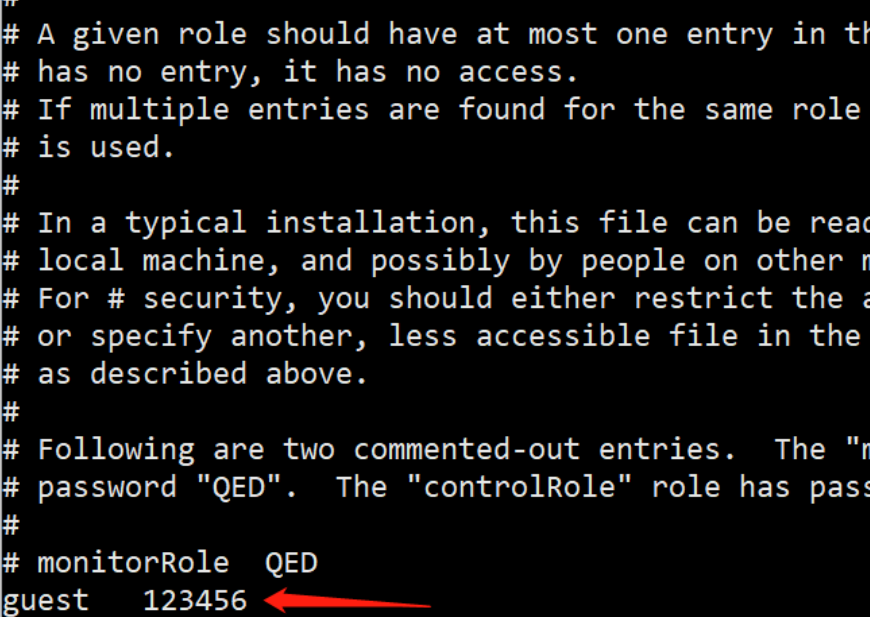 #
# A given role should have at most one entry in th
# has no entry, it has no access.
# If multiple entries are found for the same role
# is used.
#
# In a typical installation, this file can be read
# local machine, and possibly by people on other m
# For # security, you should either restrict the a
# or specify another, less accessible file in the
# as described above.
#
# Following are two commented-out entries.  The "m
# password "QED".  The "controlRole" role has pass
#
# monitorRole  QED
guest   123456